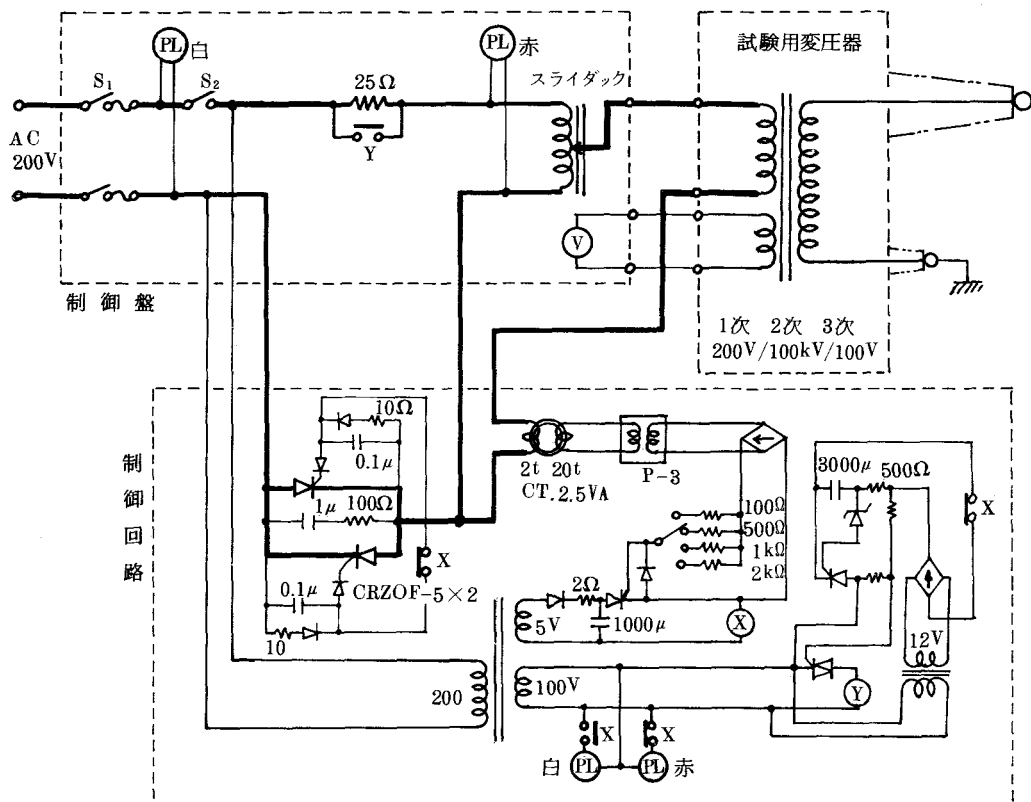 PL 白
PL 赤
スライダック
試験用変圧器
S₁
S₂
25Ω
Y
AC
200V
V
制御盤
1次 2次 3次
200V/100kV/100V
制御回路
10Ω
0.1μ
1μ 100Ω
X
0.1μ
CRZOF-5×2
10
2t 20t
CT. 2.5VA
P-3
100Ω
500Ω
1kΩ
2kΩ
2Ω
5V
1000μ
X
3000μ
500Ω
X
12V
200
100V
Y
X
X
白 PL
PL 赤